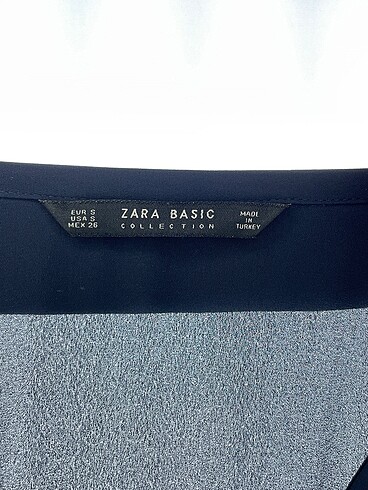 EUR S
USA S
MEX 26
ZARA BASIC
COLLECTION
MADE
IN
TURKEY